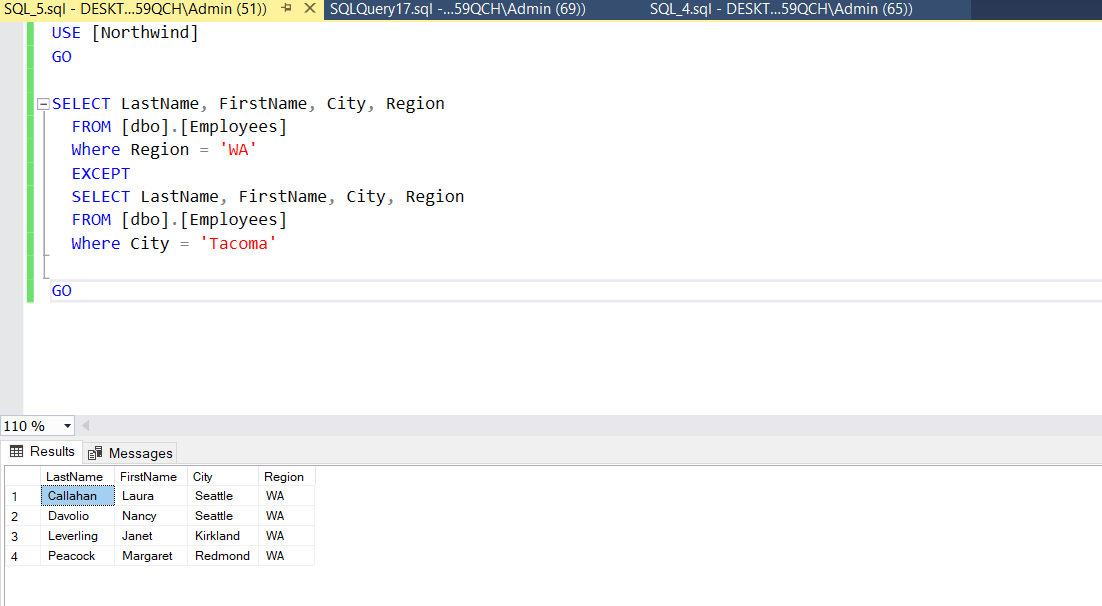 SQL_5.sql - DESKT...59QCH\Admin (51)) SQLQuery17.sql -...59QCH\Admin (69)) SQL_4.sql - DESKT...59QCH\Admin (65))
USE [Northwind]
GO
SELECT LastName, FirstName, City, Region
FROM [dbo].[Employees]
Where Region = 'WA'
EXCEPT
SELECT LastName, FirstName, City, Region
FROM [dbo].[Employees]
Where City = 'Tacoma'
GO
110 %
Results Messages
LastName FirstName City Region
1 Callahan Laura Seattle WA
2 Davolio Nancy Seattle WA
3 Leverling Janet Kirkland WA
4 Peacock Margaret Redmond WA